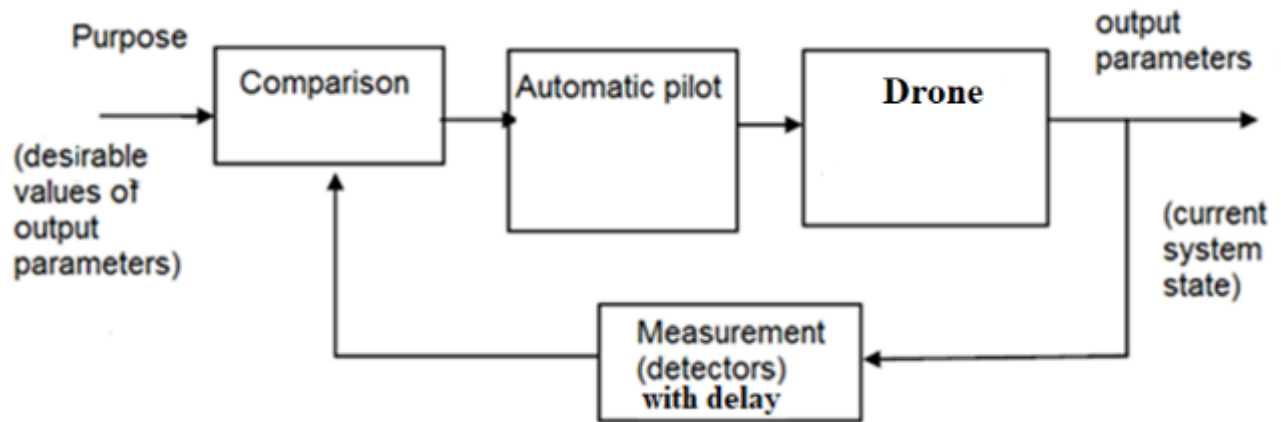 Purpose
(desirable
values of
output
parameters)
Comparison
Automatic pilot
Drone
output
parameters
(current
system
state)
Measurement
(detectors)
with delay